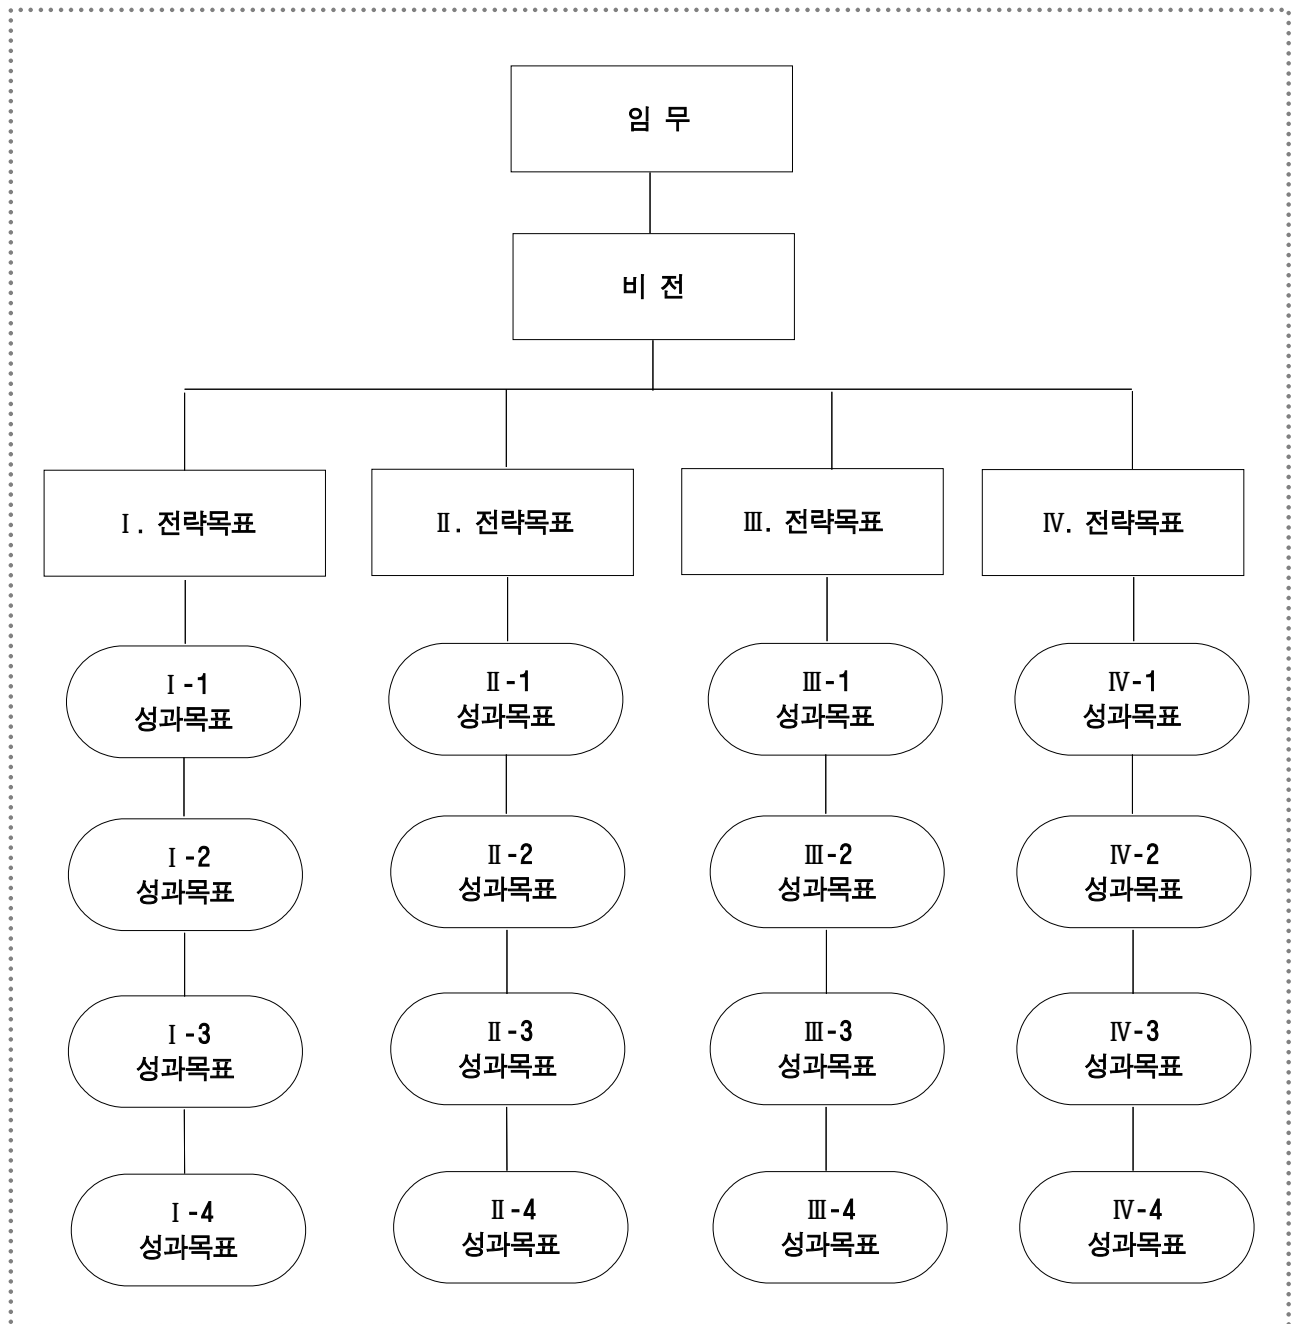 임 무
비 전
Ⅰ. 전략목표
Ⅱ. 전략목표
Ⅲ. 전략목표
Ⅳ. 전략목표
Ⅰ-1
성과목표
Ⅱ-1
성과목표
Ⅲ-1
성과목표
Ⅳ-1
성과목표
Ⅰ-2
성과목표
Ⅱ-2
성과목표
Ⅲ-2
성과목표
Ⅳ-2
성과목표
Ⅰ-3
성과목표
Ⅱ-3
성과목표
Ⅲ-3
성과목표
Ⅳ-3
성과목표
Ⅰ-4
성과목표
Ⅱ-4
성과목표
Ⅲ-4
성과목표
Ⅳ-4
성과목표